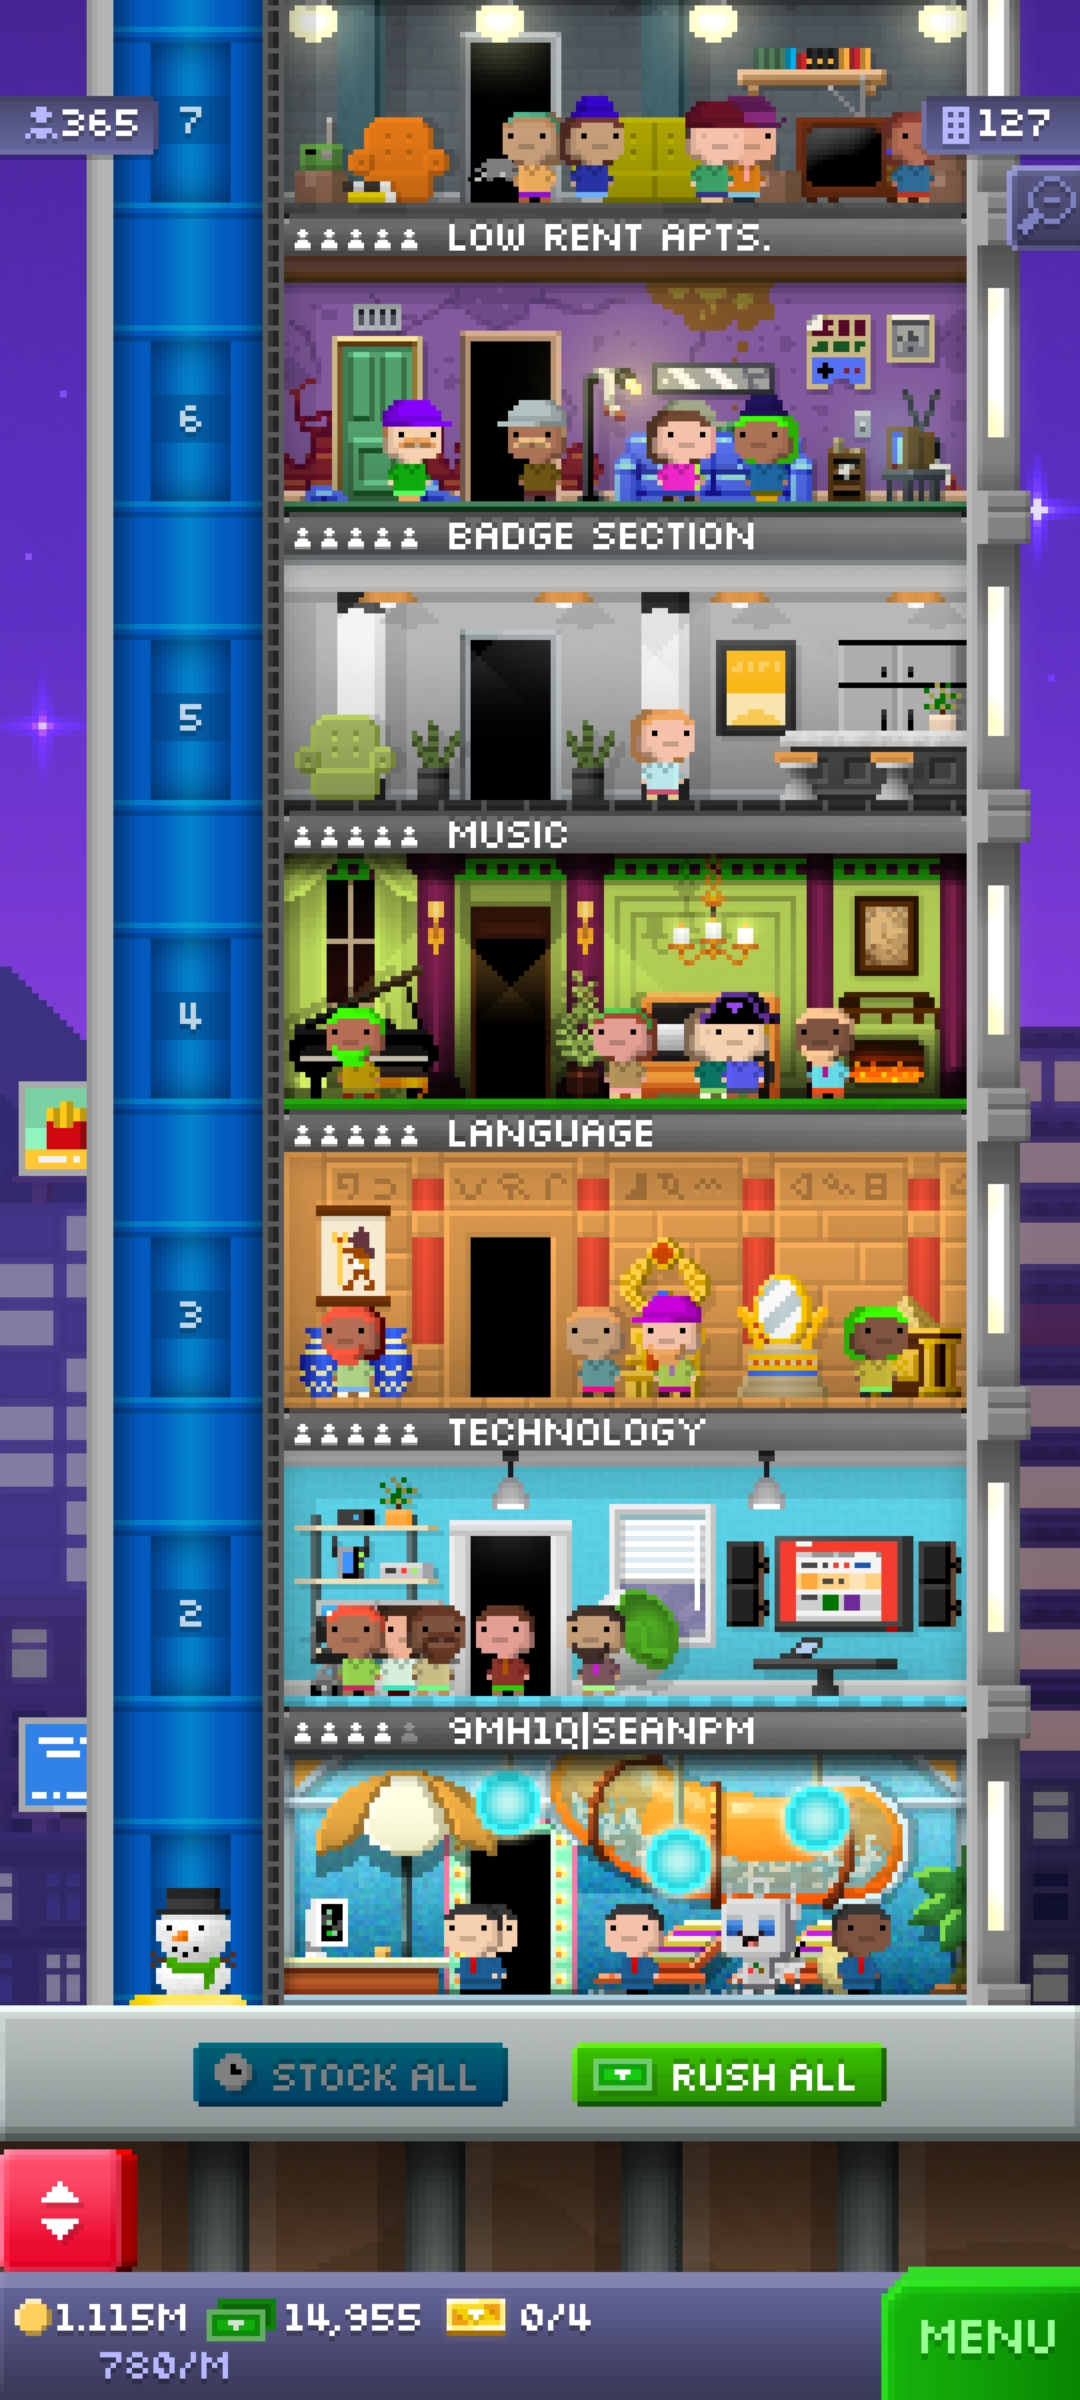 365
7
127
LOW RENT APTS.
6
BADGE SECTION
5
MUSIC
4
LANGUAGE
3
TECHNOLOGY
2
9MH1Q|SEANPM
STOCK ALL
RUSH ALL
1.115M
14,955
0/4
780/M
MENU